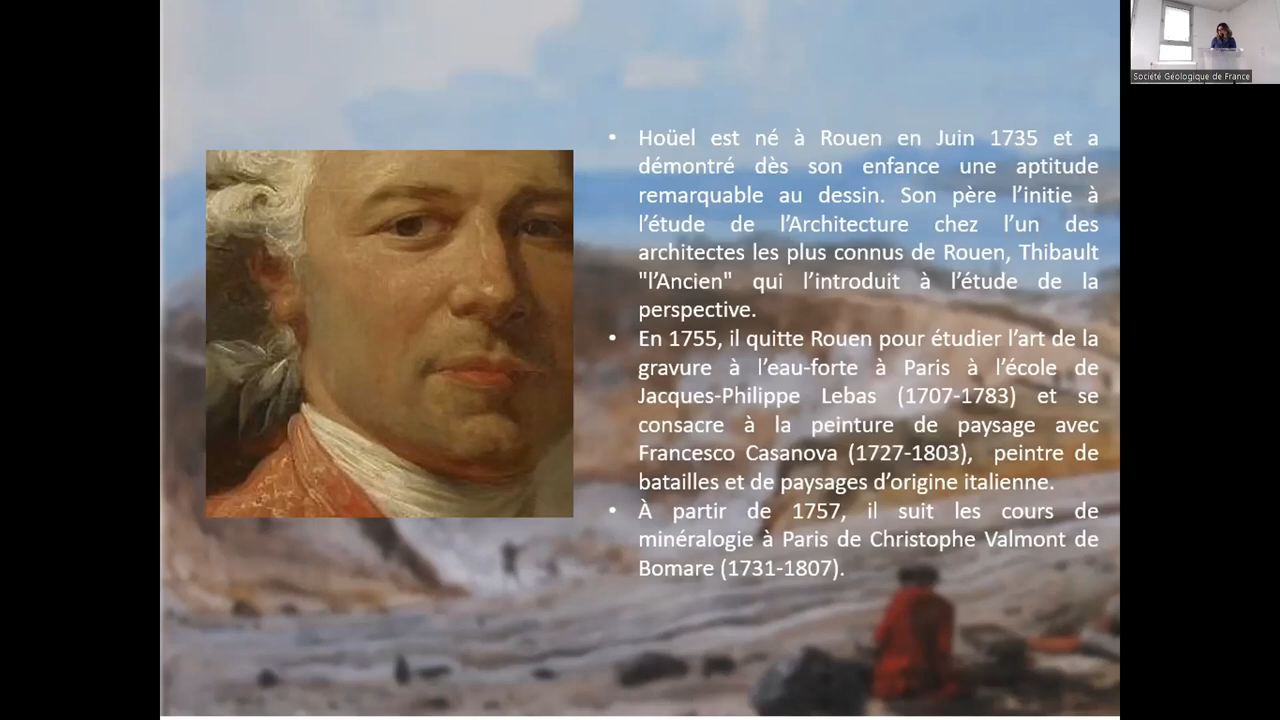 • Hoüel est né à Rouen en Juin 1735 et a
démontré dès son enfance une aptitude
remarquable au dessin. Son père l’initie à
l’étude de l’Architecture chez l’un des
architectes les plus connus de Rouen, Thibault
"l’Ancien" qui l’introduit à l’étude de la
perspective.
• En 1755, il quitte Rouen pour étudier l’art de la
gravure à l’eau-forte à Paris à l’école de
Jacques-Philippe Lebas (1707-1783) et se
consacre à la peinture de paysage avec
Francesco Casanova (1727-1803), peintre de
batailles et de paysages d’origine italienne.
• À partir de 1757, il suit les cours de
minéralogie à Paris de Christophe Valmont de
Bomare (1731-1807).
Société Géologique de France